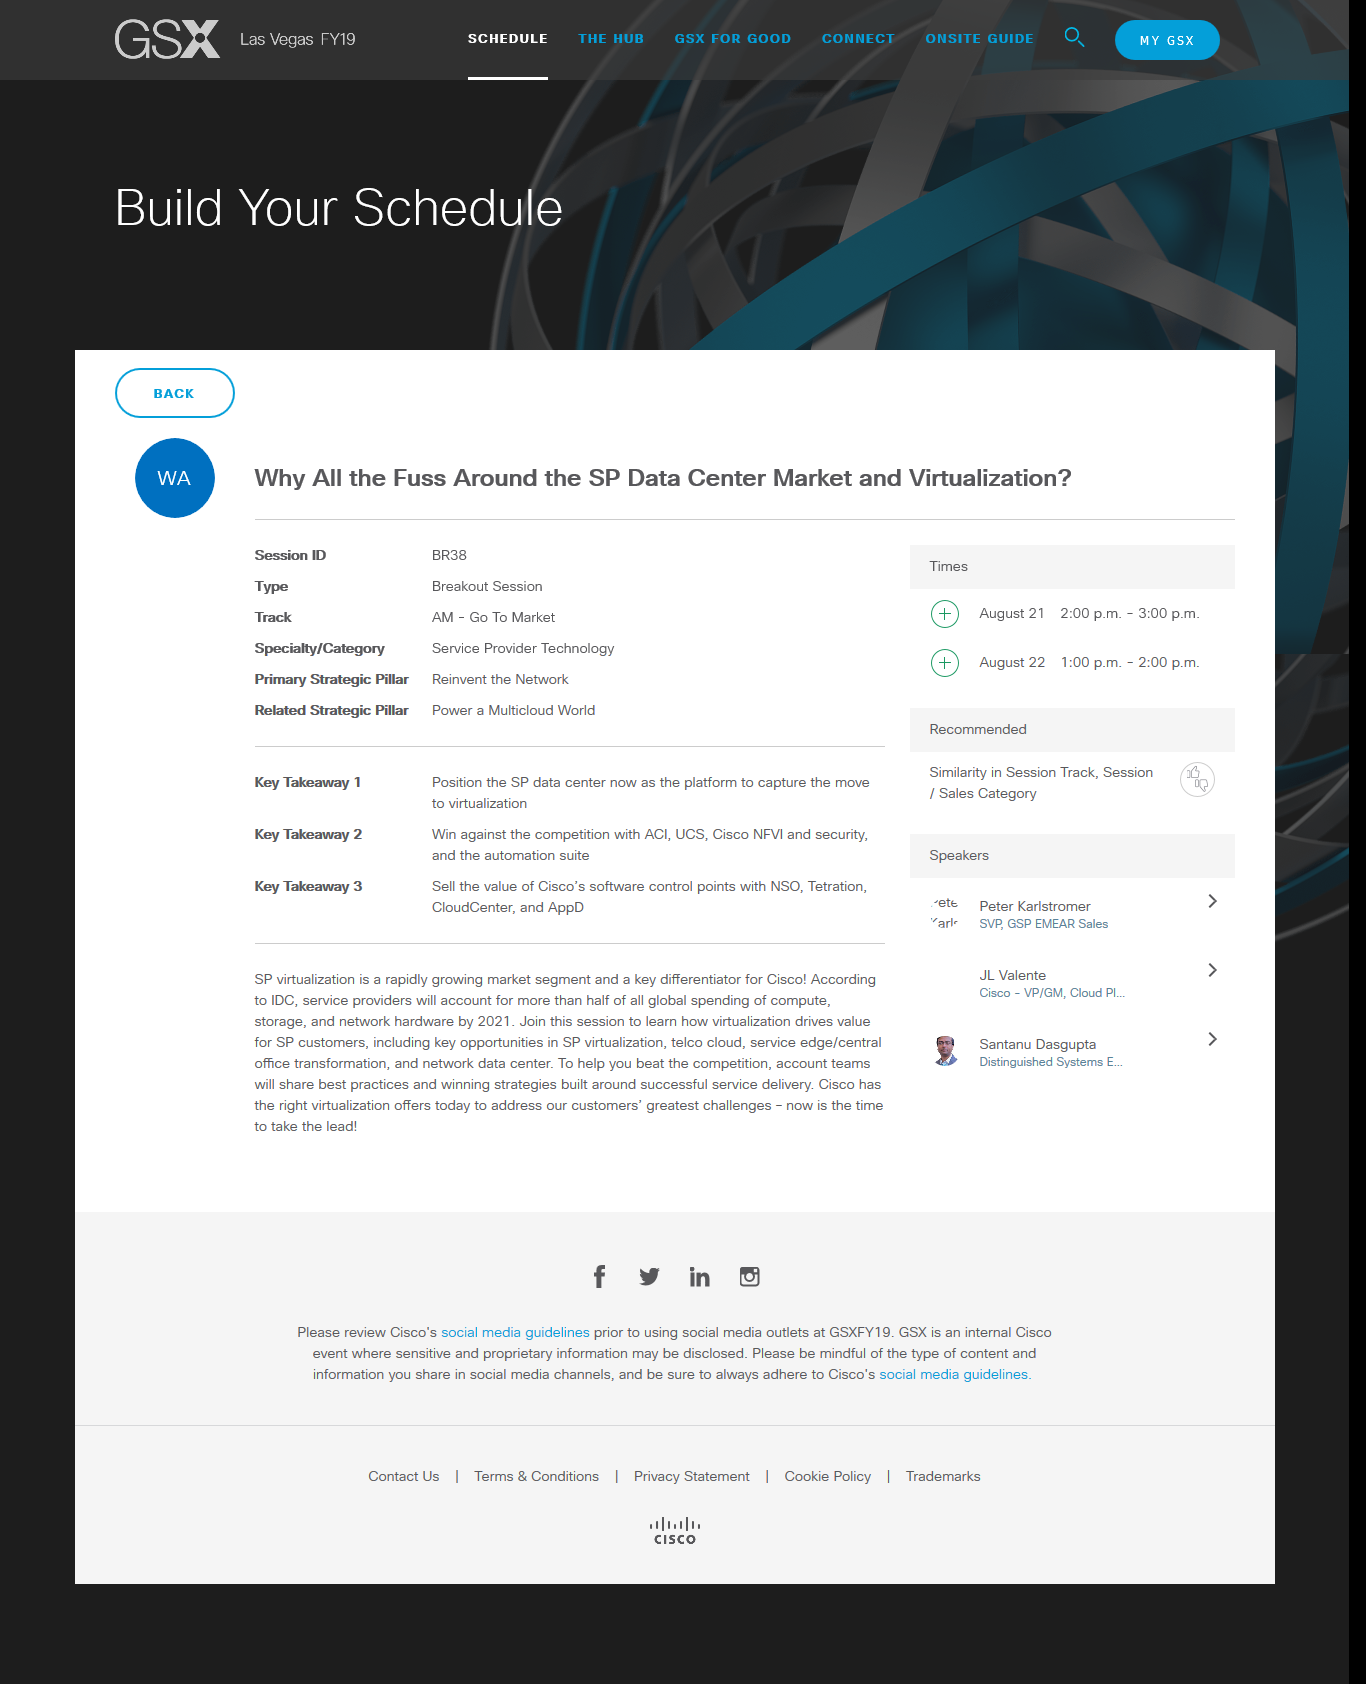 GSX Las Vegas FY19
SCHEDULE THE HUB GSX FOR GOOD CONNECT ONSITE GUIDE MY GSX
Build Your Schedule
BACK
WA
Why All the Fuss Around the SP Data Center Market and Virtualization?
Session ID BR38
Type Breakout Session
Track AM - Go To Market
Specialty/Category Service Provider Technology
Primary Strategic Pillar Reinvent the Network
Related Strategic Pillar Power a Multicloud World
Key Takeaway 1 Position the SP data center now as the platform to capture the move
to virtualization
Key Takeaway 2 Win against the competition with ACI, UCS, Cisco NFVI and security,
and the automation suite
Key Takeaway 3 Sell the value of Cisco's software control points with NSO, Tetration,
CloudCenter, and AppD
SP virtualization is a rapidly growing market segment and a key differentiator for Cisco! According
to IDC, service providers will account for more than half of all global spending of compute,
storage, and network hardware by 2021. Join this session to learn how virtualization drives value
for SP customers, including key opportunities in SP virtualization, telco cloud, service edge/central
office transformation, and network data center. To help you beat the competition, account teams
will share best practices and winning strategies built around successful service delivery. Cisco has
the right virtualization offers today to address our customers' greatest challenges – now is the time
to take the lead!
Times
August 21 2:00 p.m. - 3:00 p.m.
August 22 1:00 p.m. - 2:00 p.m.
Recommended
Similarity in Session Track, Session
/ Sales Category
Speakers
Peter Karlstromer
SVP, GSP EMEAR Sales
JL Valente
Cisco - VP/GM, Cloud Pl...
Santanu Dasgupta
Distinguished Systems E...
Please review Cisco's social media guidelines prior to using social media outlets at GSXFY19. GSX is an internal Cisco
event where sensitive and proprietary information may be disclosed. Please be mindful of the type of content and
information you share in social media channels, and be sure to always adhere to Cisco's social media guidelines.
Contact Us | Terms & Conditions | Privacy Statement | Cookie Policy | Trademarks
CISCO